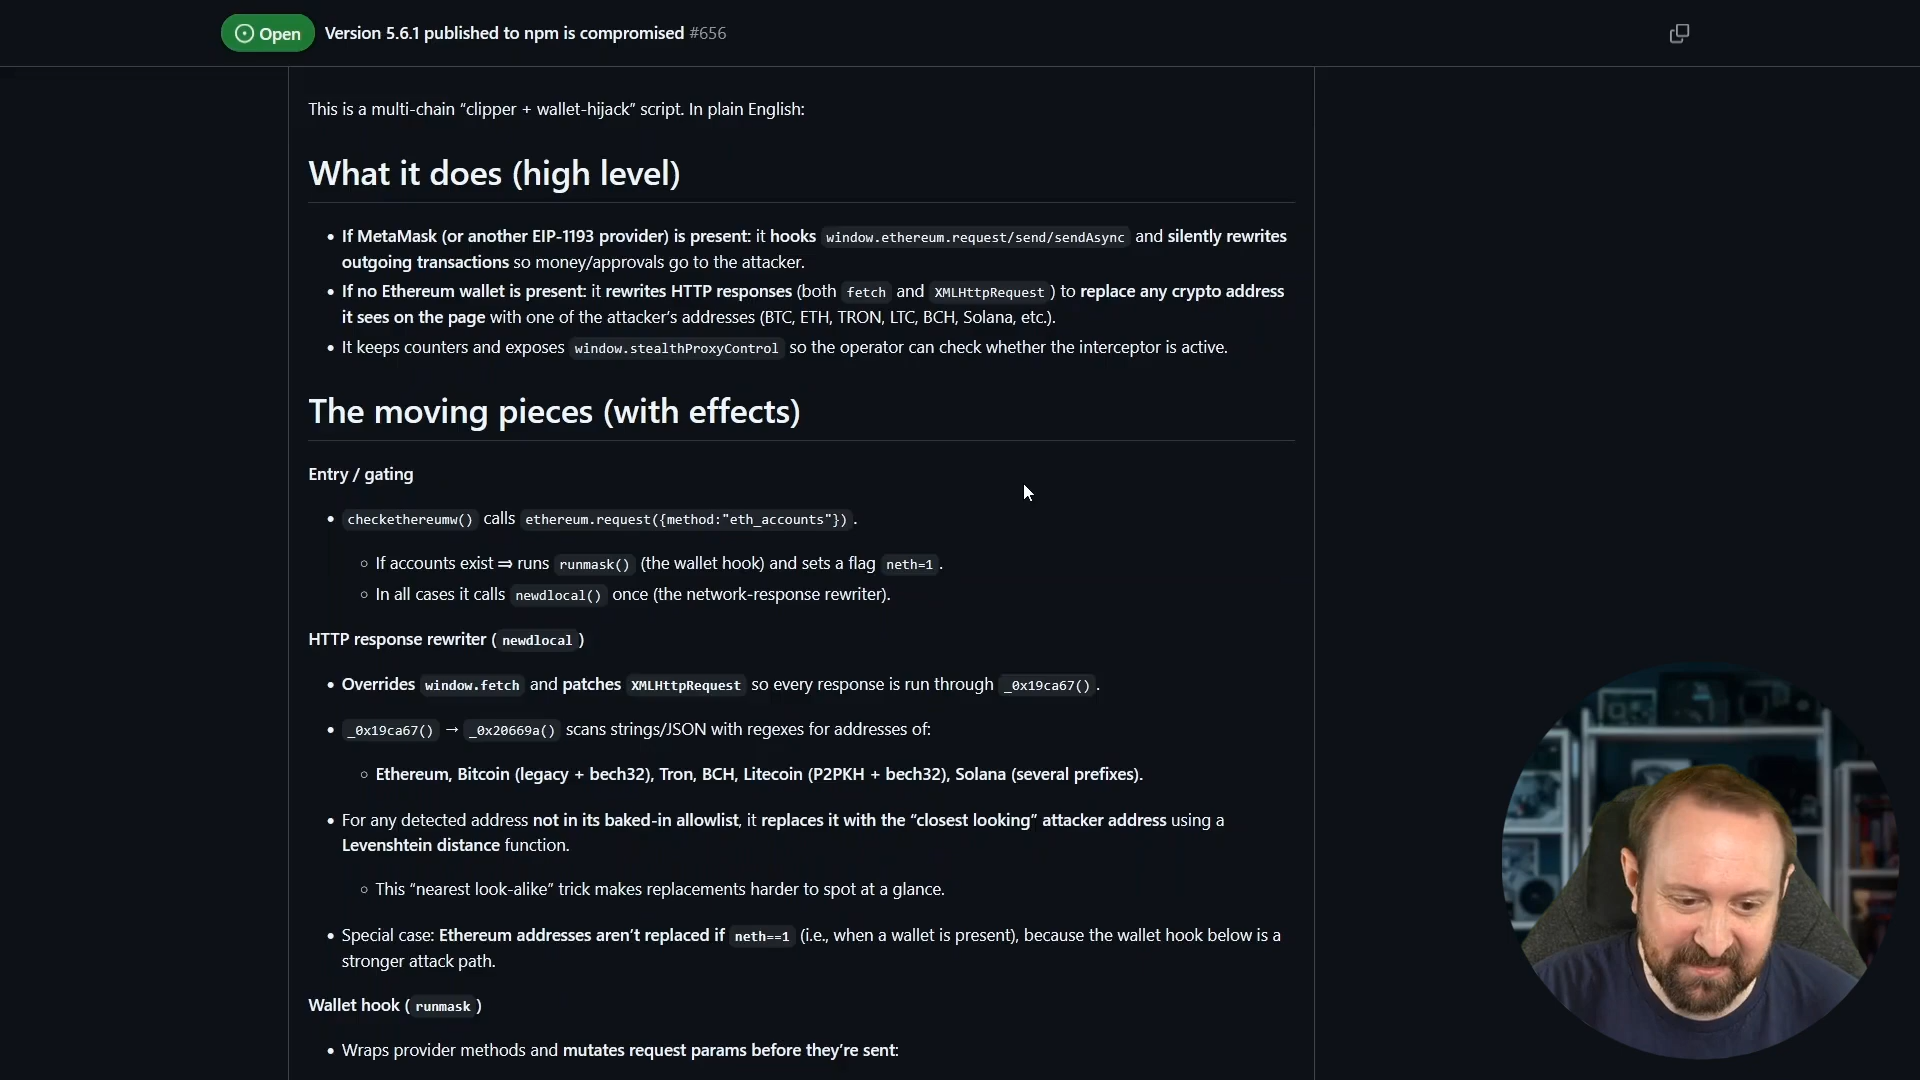 Open Version 5.6.1 published to npm is compromised #656
This is a multi-chain “clipper + wallet-hijack” script. In plain English:
What it does (high level)
• If MetaMask (or another EIP-1193 provider) is present: it hooks window.ethereum.request/send/sendAsync and silently rewrites
outgoing transactions so money/approvals go to the attacker.
• If no Ethereum wallet is present: it rewrites HTTP responses (both fetch and XMLHttpRequest) to replace any crypto address
it sees on the page with one of the attacker’s addresses (BTC, ETH, TRON, LTC, BCH, Solana, etc.).
• It keeps counters and exposes window.stealthProxyControl so the operator can check whether the interceptor is active.
The moving pieces (with effects)
Entry / gating
• checkethereumw() calls ethereum.request({method:"eth_accounts"}).
◦ If accounts exist ⇒ runs runmask() (the wallet hook) and sets a flag neth=1.
◦ In all cases it calls newdlocal() once (the network-response rewriter).
HTTP response rewriter (newdlocal)
• Overrides window.fetch and patches XMLHttpRequest so every response is run through _0x19ca67().
• _0x19ca67() → _0x20669a() scans strings/JSON with regexes for addresses of:
◦ Ethereum, Bitcoin (legacy + bech32), Tron, BCH, Litecoin (P2PKH + bech32), Solana (several prefixes).
• For any detected address not in its baked-in allowlist, it replaces it with the “closest looking” attacker address using a
Levenshtein distance function.
◦ This “nearest look-alike” trick makes replacements harder to spot at a glance.
• Special case: Ethereum addresses aren’t replaced if neth==1 (i.e., when a wallet is present), because the wallet hook below is a
stronger attack path.
Wallet hook (runmask)
• Wraps provider methods and mutates request params before they’re sent: